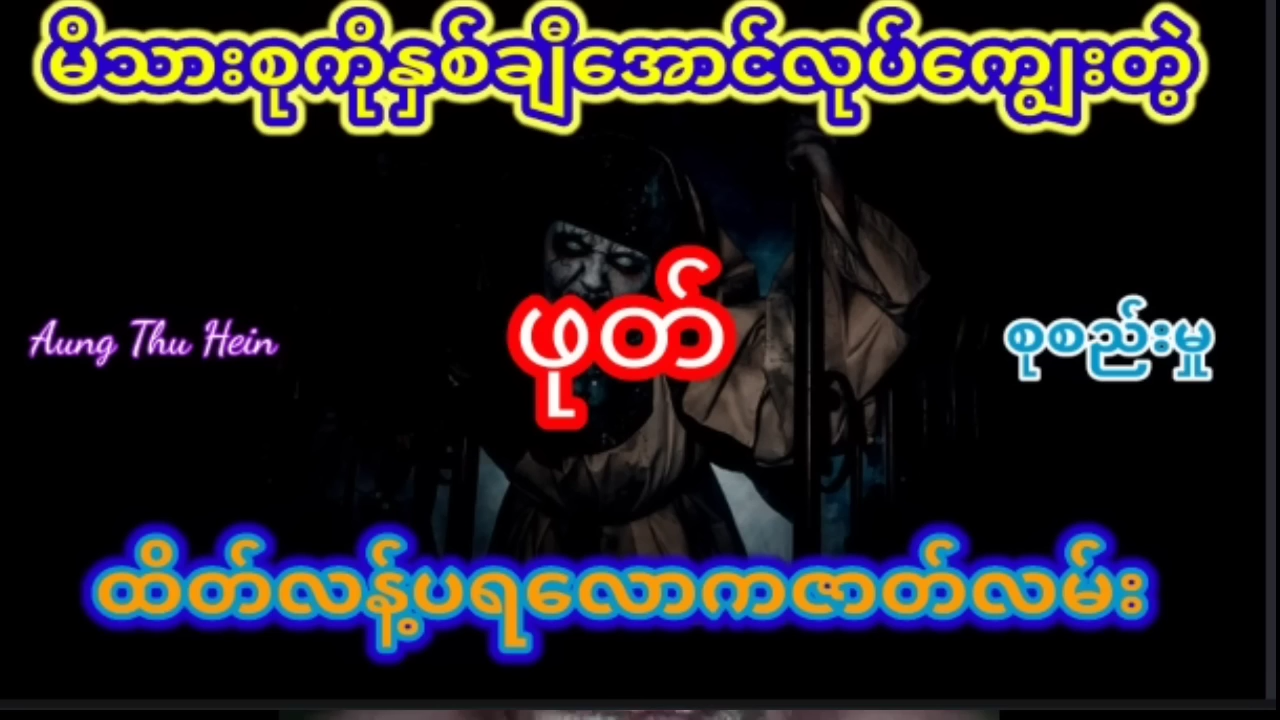 မိသားစုကိုနှစ်ချီအောင်လုပ်ကျွေးတဲ့
ဖုတ်
Aung Thu Hein
စုစည်းမှု
ထိတ်လန့်ပရလောကဇာတ်လမ်း